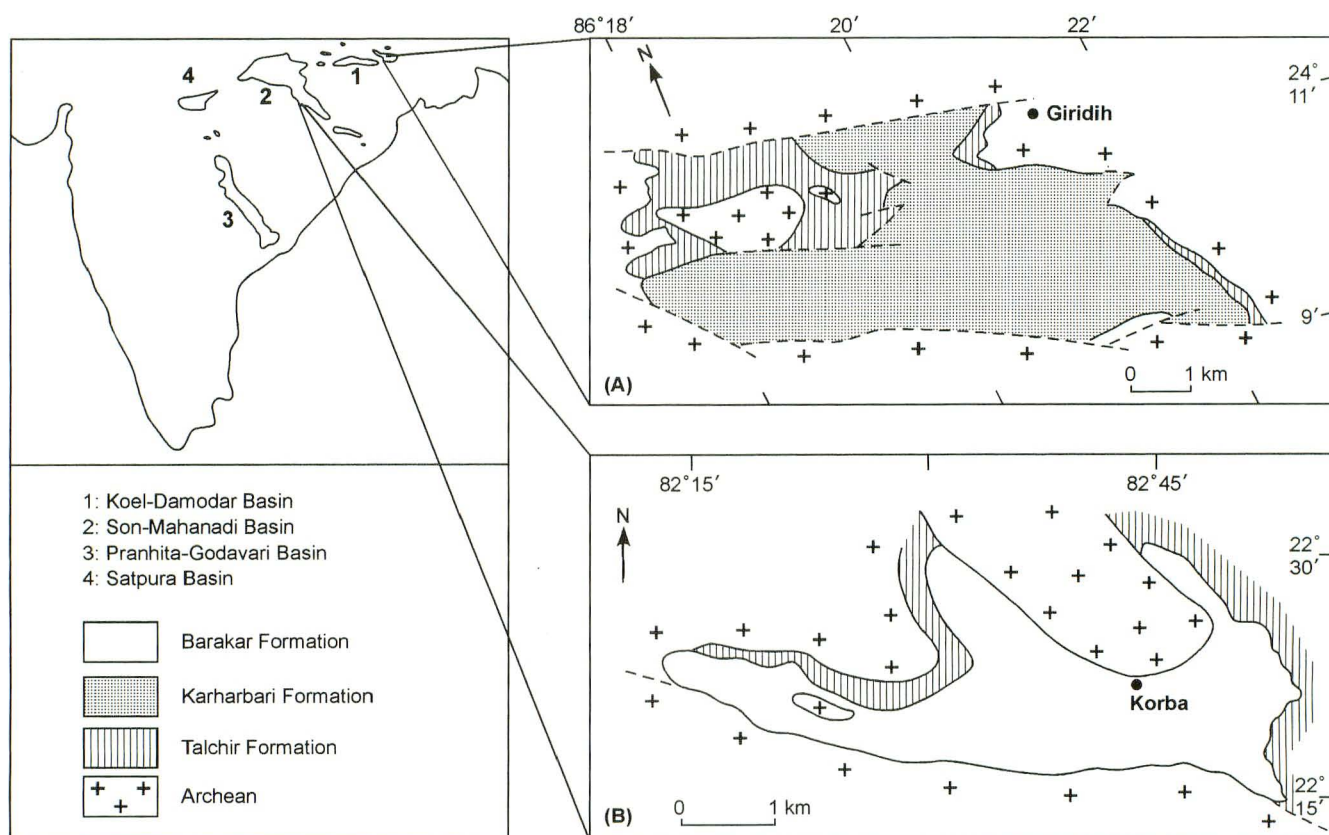 4
1
2
3
1: Koel-Damodar Basin
2: Son-Mahanadi Basin
3: Pranhita-Godavari Basin
4: Satpura Basin
Barakar Formation
Karharbari Formation
Talchir Formation
Archean
86°18′ 20′ 22′
N
24°
11′
Giridih
9′
(A)
0 1 km
82°15′ 82°45′
N
22°
30′
Korba
22°
15′
(B)
0 1 km